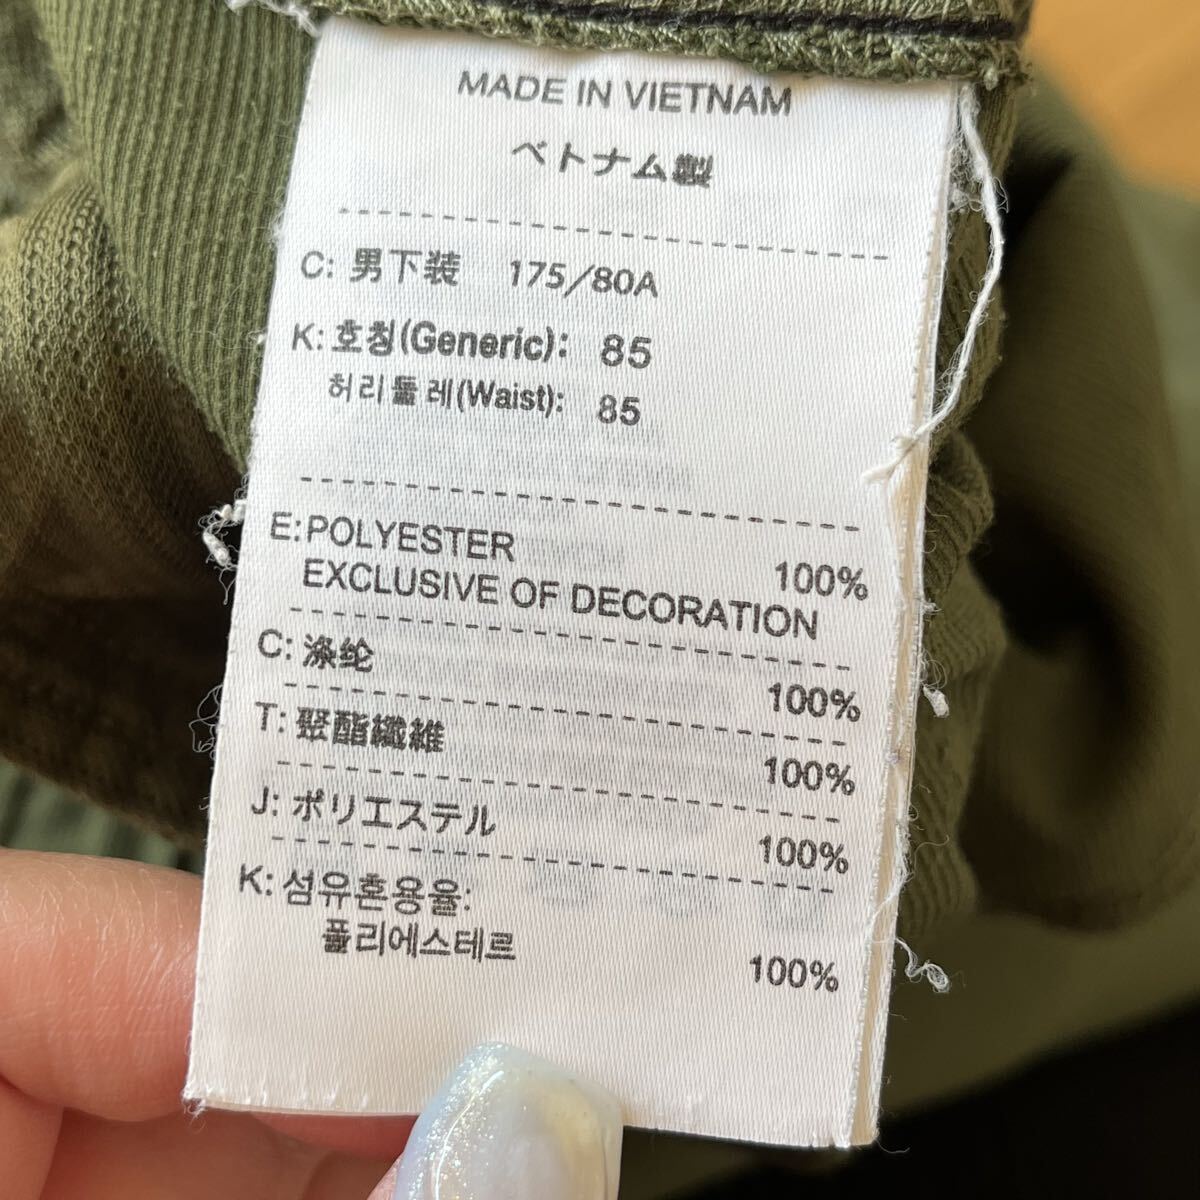 MADE IN VIETNAM
ベトナム製
C: 男下装 175/80A
K: 호칭(Generic): 85
허리둘레(Waist): 85
E: POLYESTER 100%
EXCLUSIVE OF DECORATION
C: 涤纶 100%
T: 聚酯纖維 100%
J: ポリエステル 100%
K: 섬유혼용율:
폴리에스테르 100%